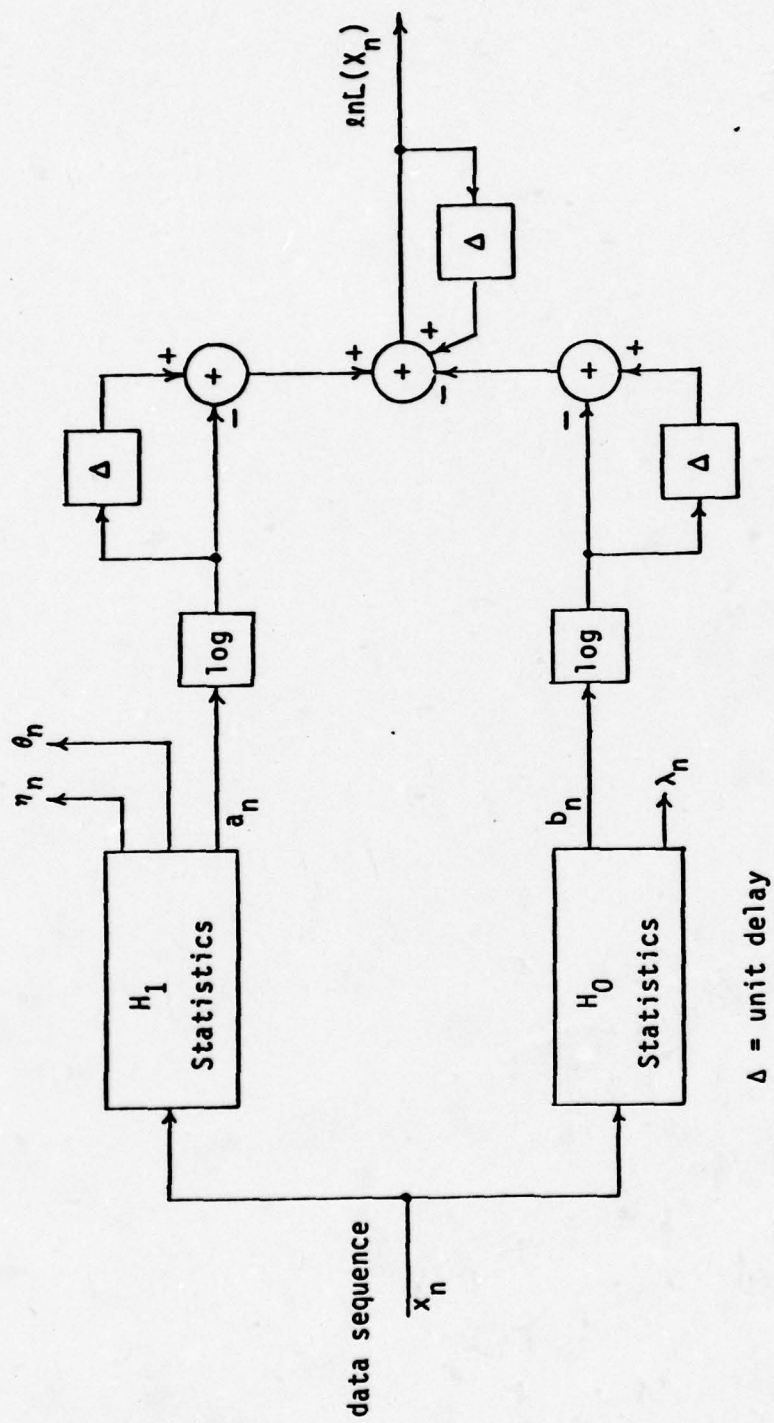 η_n
θ_n
H_1
Statistics
a_n
log
Δ
+
+
−
data sequence
x_n
+
+
+
−
Δ
ℓnL(X_n)
H_0
Statistics
b_n
λ_n
log
Δ
+
−
+
Δ = unit delay